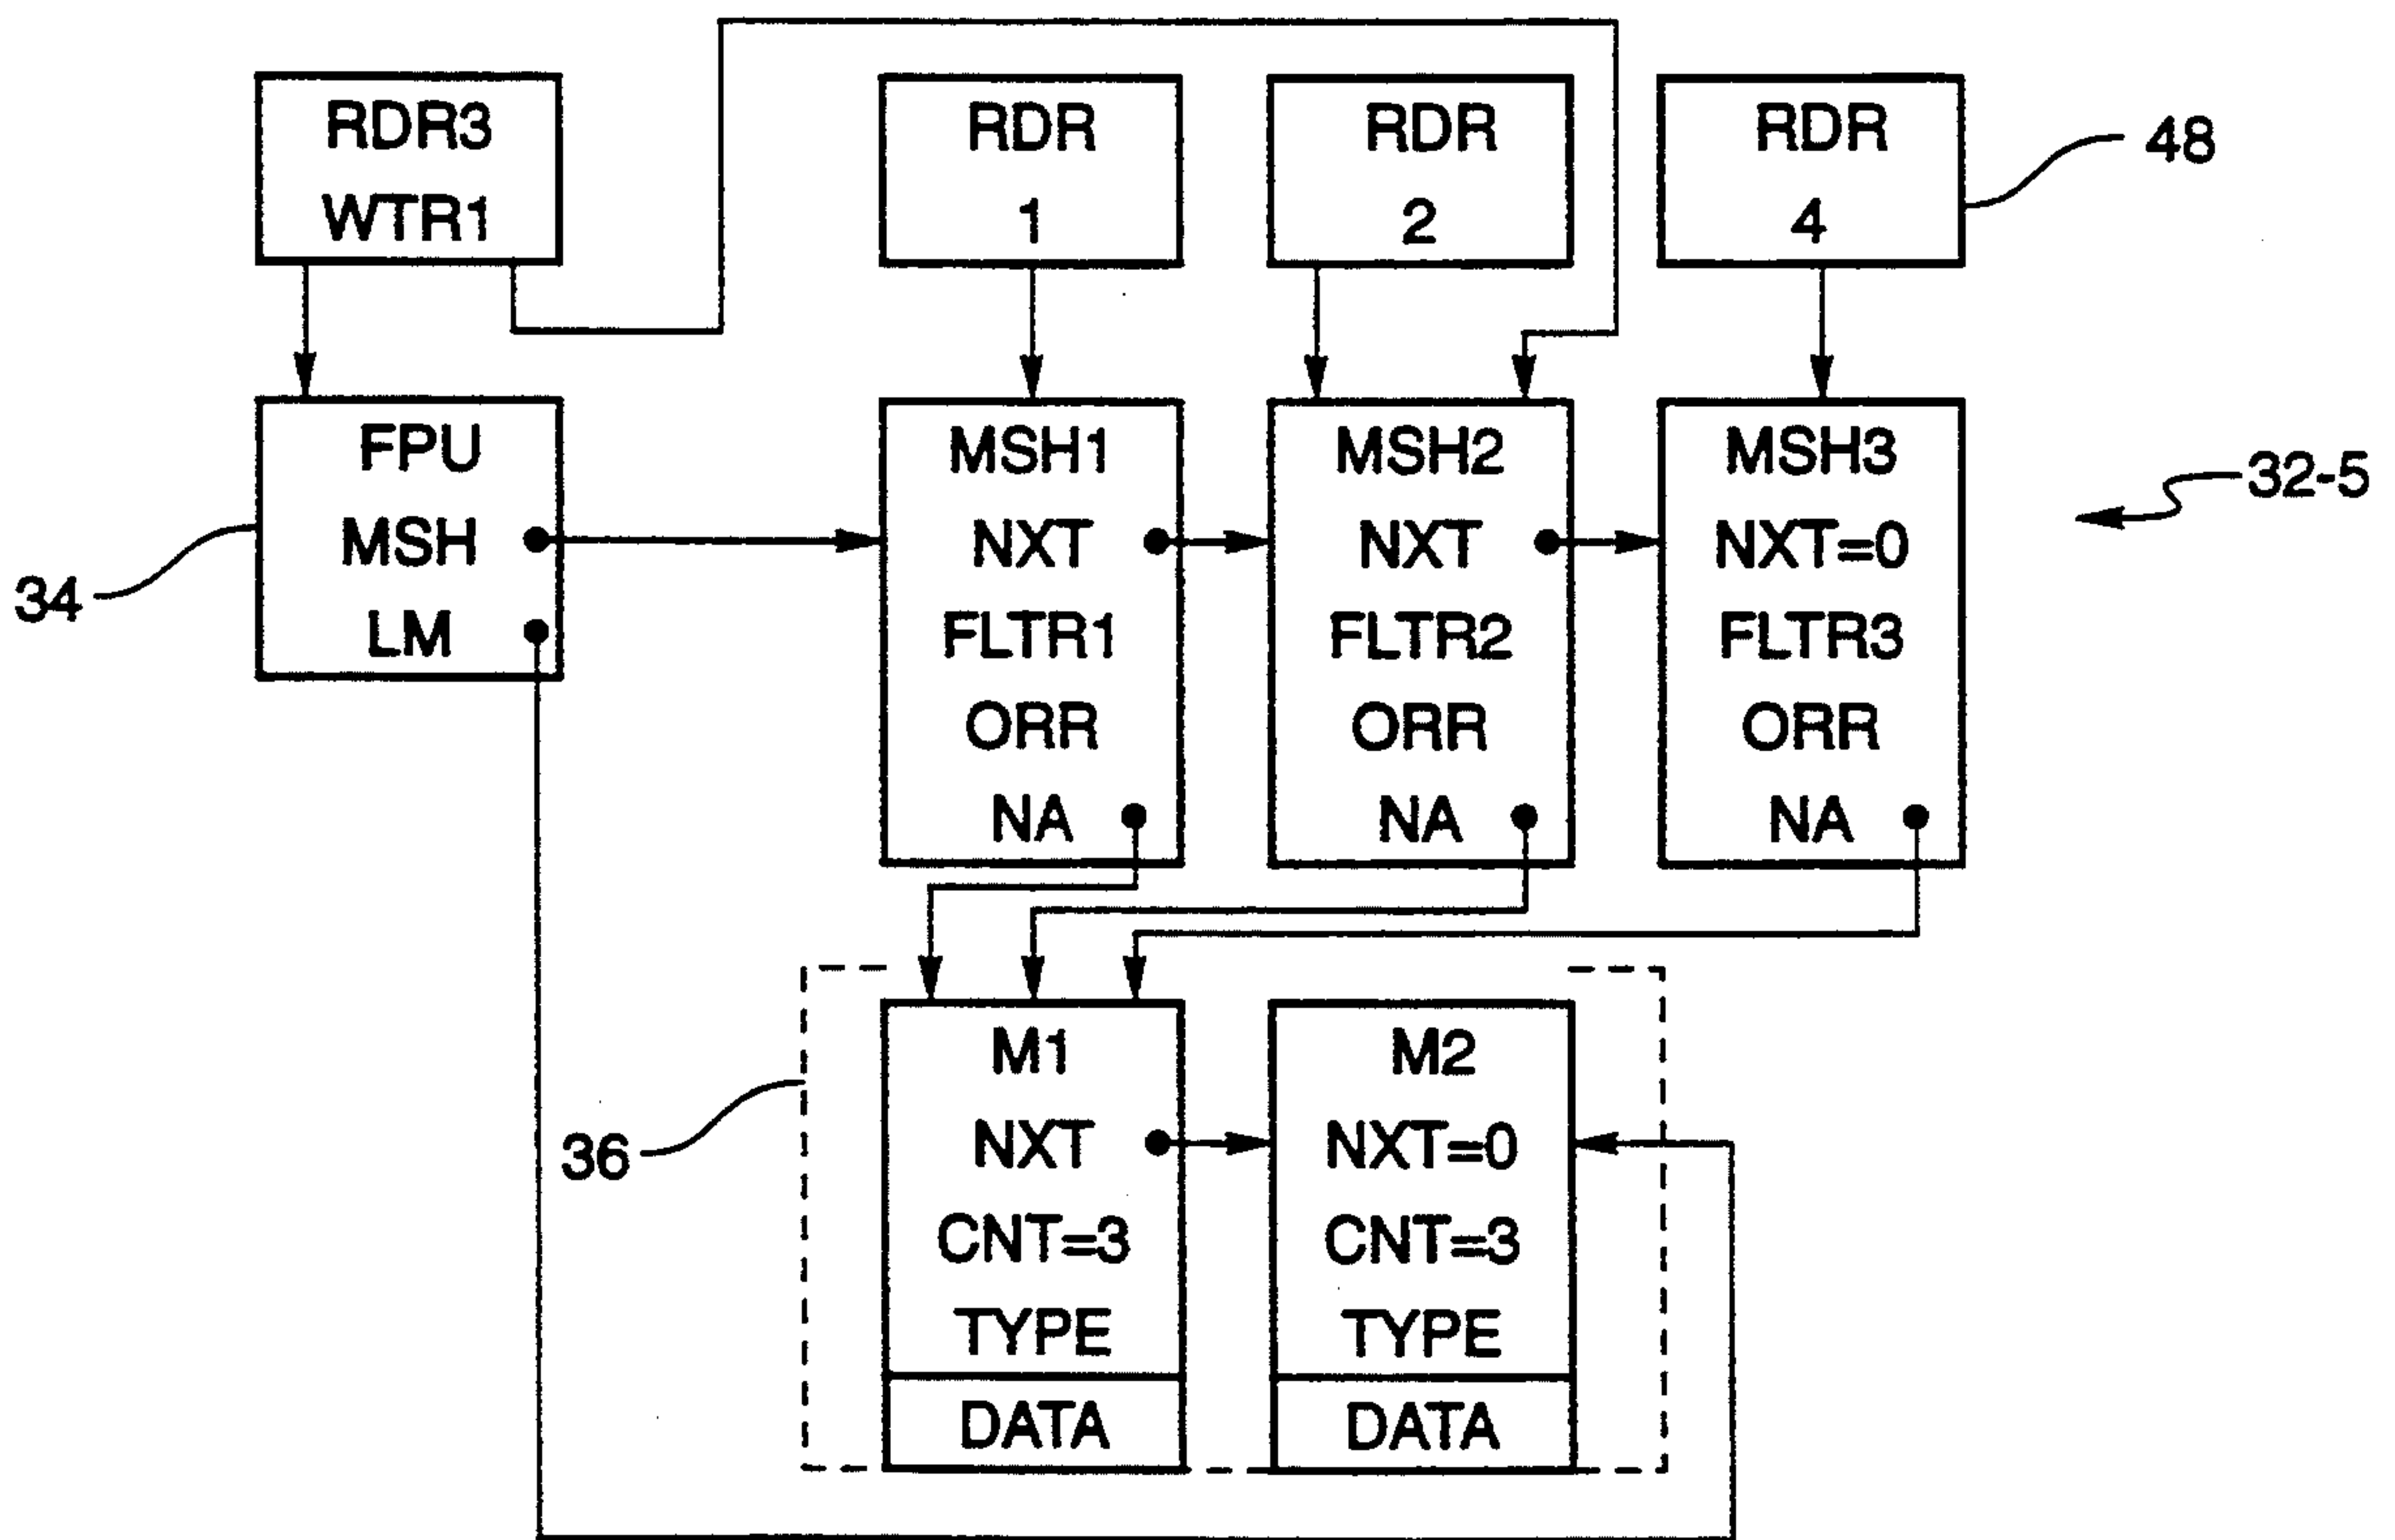 RDR3
WTR1
RDR
1
RDR
2
RDR
4
48
FPU
MSH
LM
34
MSH1
NXT
FLTR1
ORR
NA
MSH2
NXT
FLTR2
ORR
NA
MSH3
NXT=0
FLTR3
ORR
NA
32-5
36
M1
NXT
CNT=3
TYPE
DATA
M2
NXT=0
CNT=3
TYPE
DATA